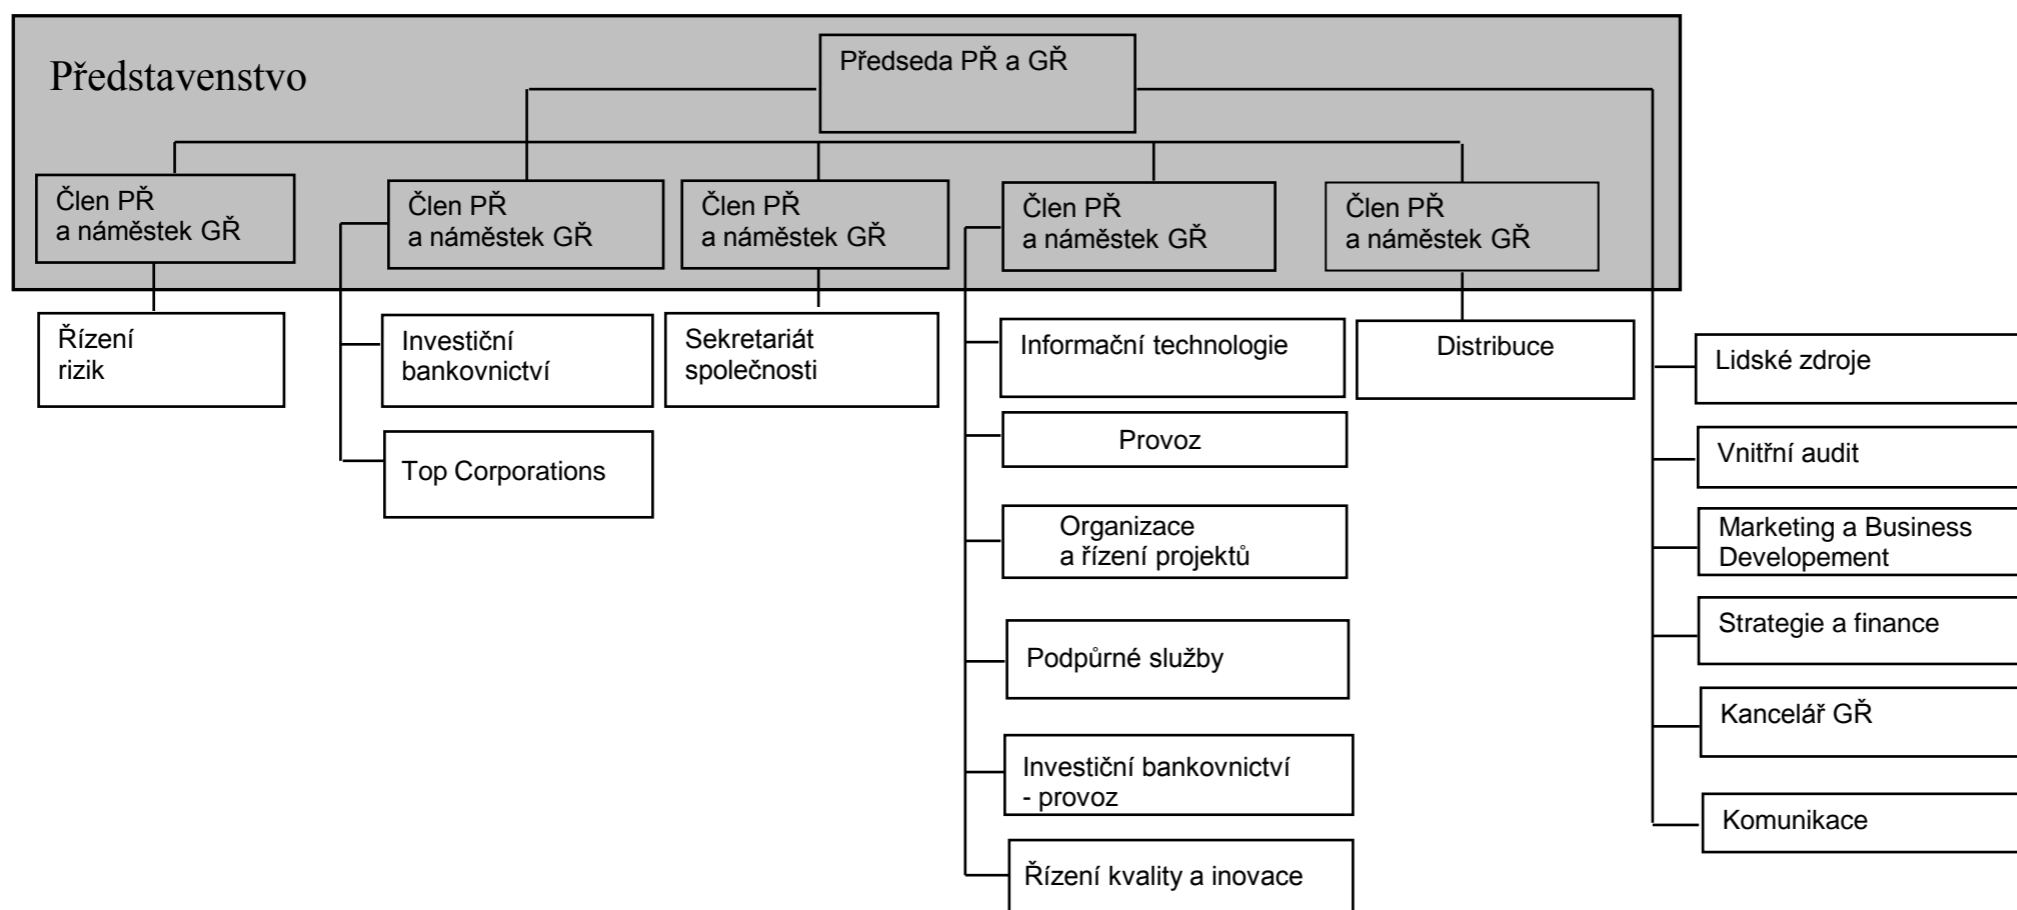 Představenstvo
Předseda PŘ a GŘ
Člen PŘ
a náměstek GŘ
Člen PŘ
a náměstek GŘ
Člen PŘ
a náměstek GŘ
Člen PŘ
a náměstek GŘ
Člen PŘ
a náměstek GŘ
Řízení
rizik
Investiční
bankovnictví
Top Corporations
Sekretariát
společnosti
Informační technologie
Provoz
Organizace
a řízení projektů
Podpůrné služby
Investiční bankovnictví
- provoz
Řízení kvality a inovace
Distribuce
Lidské zdroje
Vnitřní audit
Marketing a Business
Developement
Strategie a finance
Kancelář GŘ
Komunikace